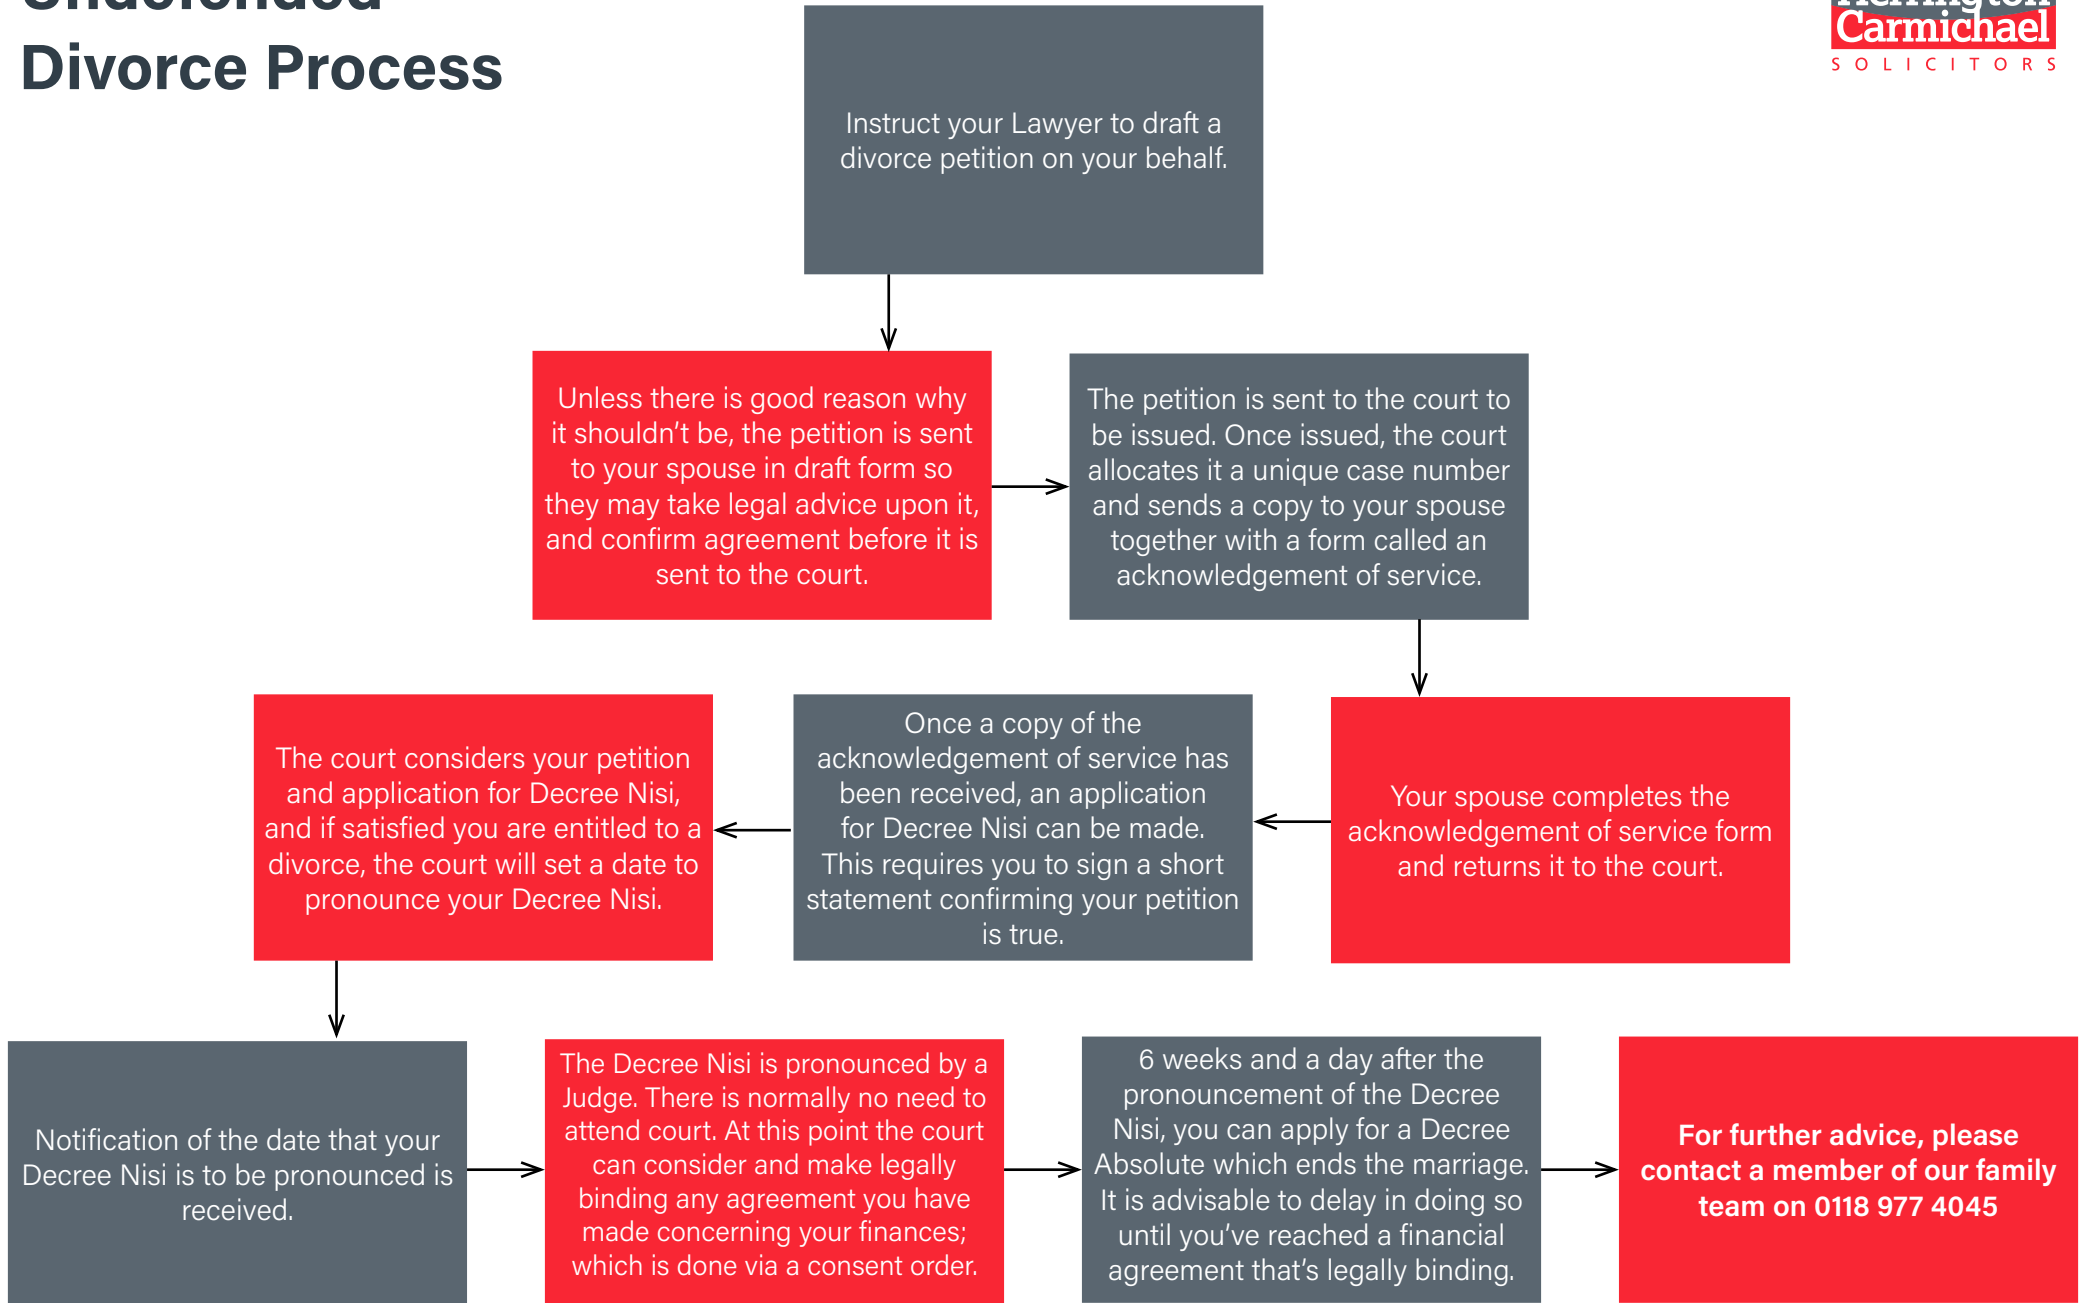 Undefended
Divorce Process
Herrington
Carmichael
SOLICITORS
Instruct your Lawyer to draft a
divorce petition on your behalf.
Unless there is good reason why
it shouldn't be, the petition is sent
to your spouse in draft form so
they may take legal advice upon it,
and confirm agreement before it is
sent to the court.
The petition is sent to the court to
be issued. Once issued, the court
allocates it a unique case number
and sends a copy to your spouse
together with a form called an
acknowledgement of service.
Your spouse completes the
acknowledgement of service form
and returns it to the court.
Once a copy of the
acknowledgement of service has
been received, an application
for Decree Nisi can be made.
This requires you to sign a short
statement confirming your petition
is true.
The court considers your petition
and application for Decree Nisi,
and if satisfied you are entitled to a
divorce, the court will set a date to
pronounce your Decree Nisi.
Notification of the date that your
Decree Nisi is to be pronounced is
received.
The Decree Nisi is pronounced by a
Judge. There is normally no need to
attend court. At this point the court
can consider and make legally
binding any agreement you have
made concerning your finances;
which is done via a consent order.
6 weeks and a day after the
pronouncement of the Decree
Nisi, you can apply for a Decree
Absolute which ends the marriage.
It is advisable to delay in doing so
until you've reached a financial
agreement that's legally binding.
For further advice, please
contact a member of our family
team on 0118 977 4045